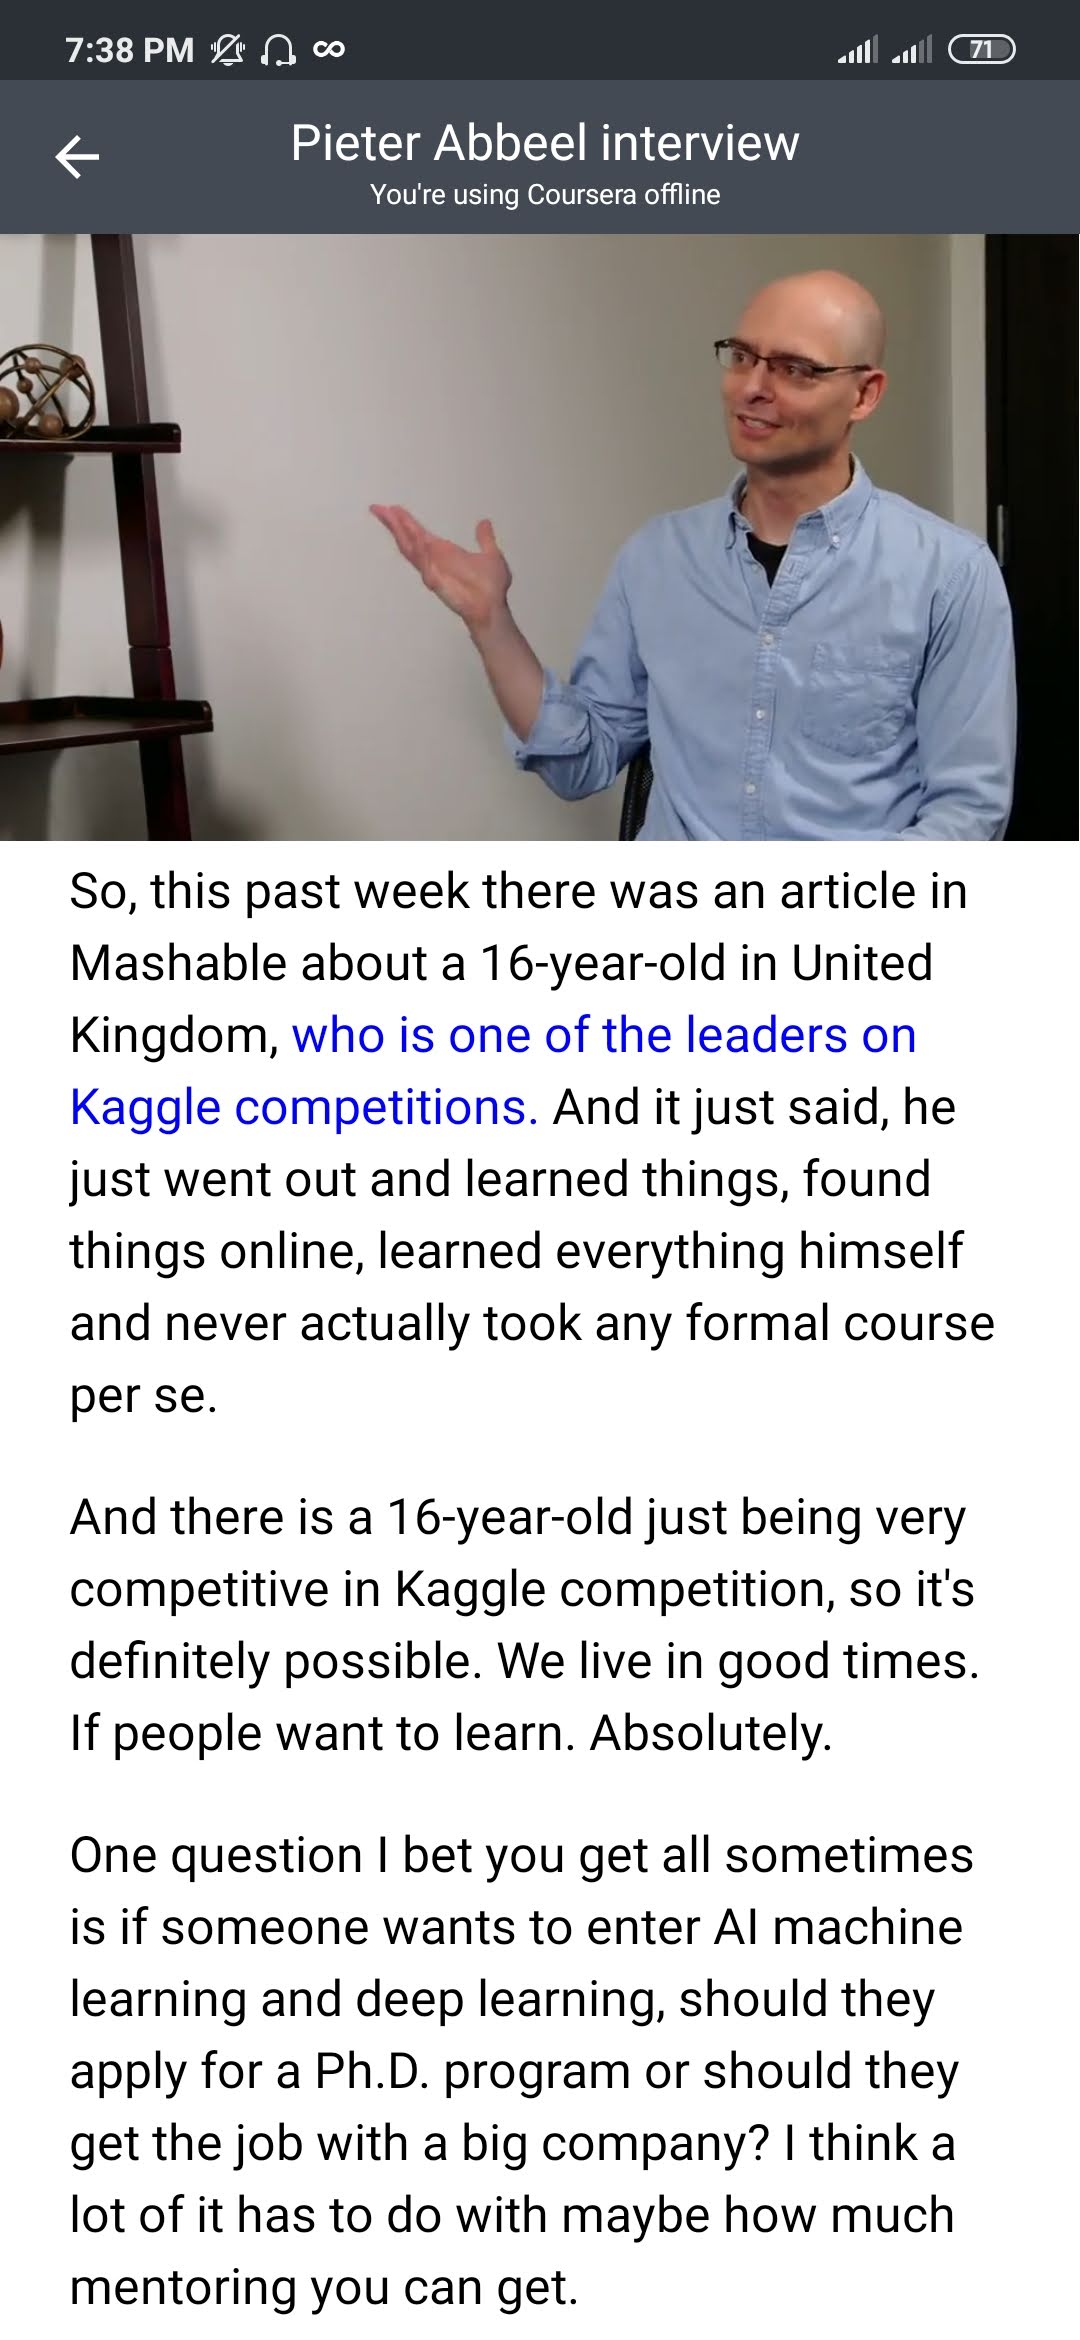 7:38 PM
71
Pieter Abbeel interview
You're using Coursera offline
So, this past week there was an article in
Mashable about a 16-year-old in United
Kingdom, who is one of the leaders on
Kaggle competitions. And it just said, he
just went out and learned things, found
things online, learned everything himself
and never actually took any formal course
per se.
And there is a 16-year-old just being very
competitive in Kaggle competition, so it's
definitely possible. We live in good times.
If people want to learn. Absolutely.
One question I bet you get all sometimes
is if someone wants to enter AI machine
learning and deep learning, should they
apply for a Ph.D. program or should they
get the job with a big company? I think a
lot of it has to do with maybe how much
mentoring you can get.